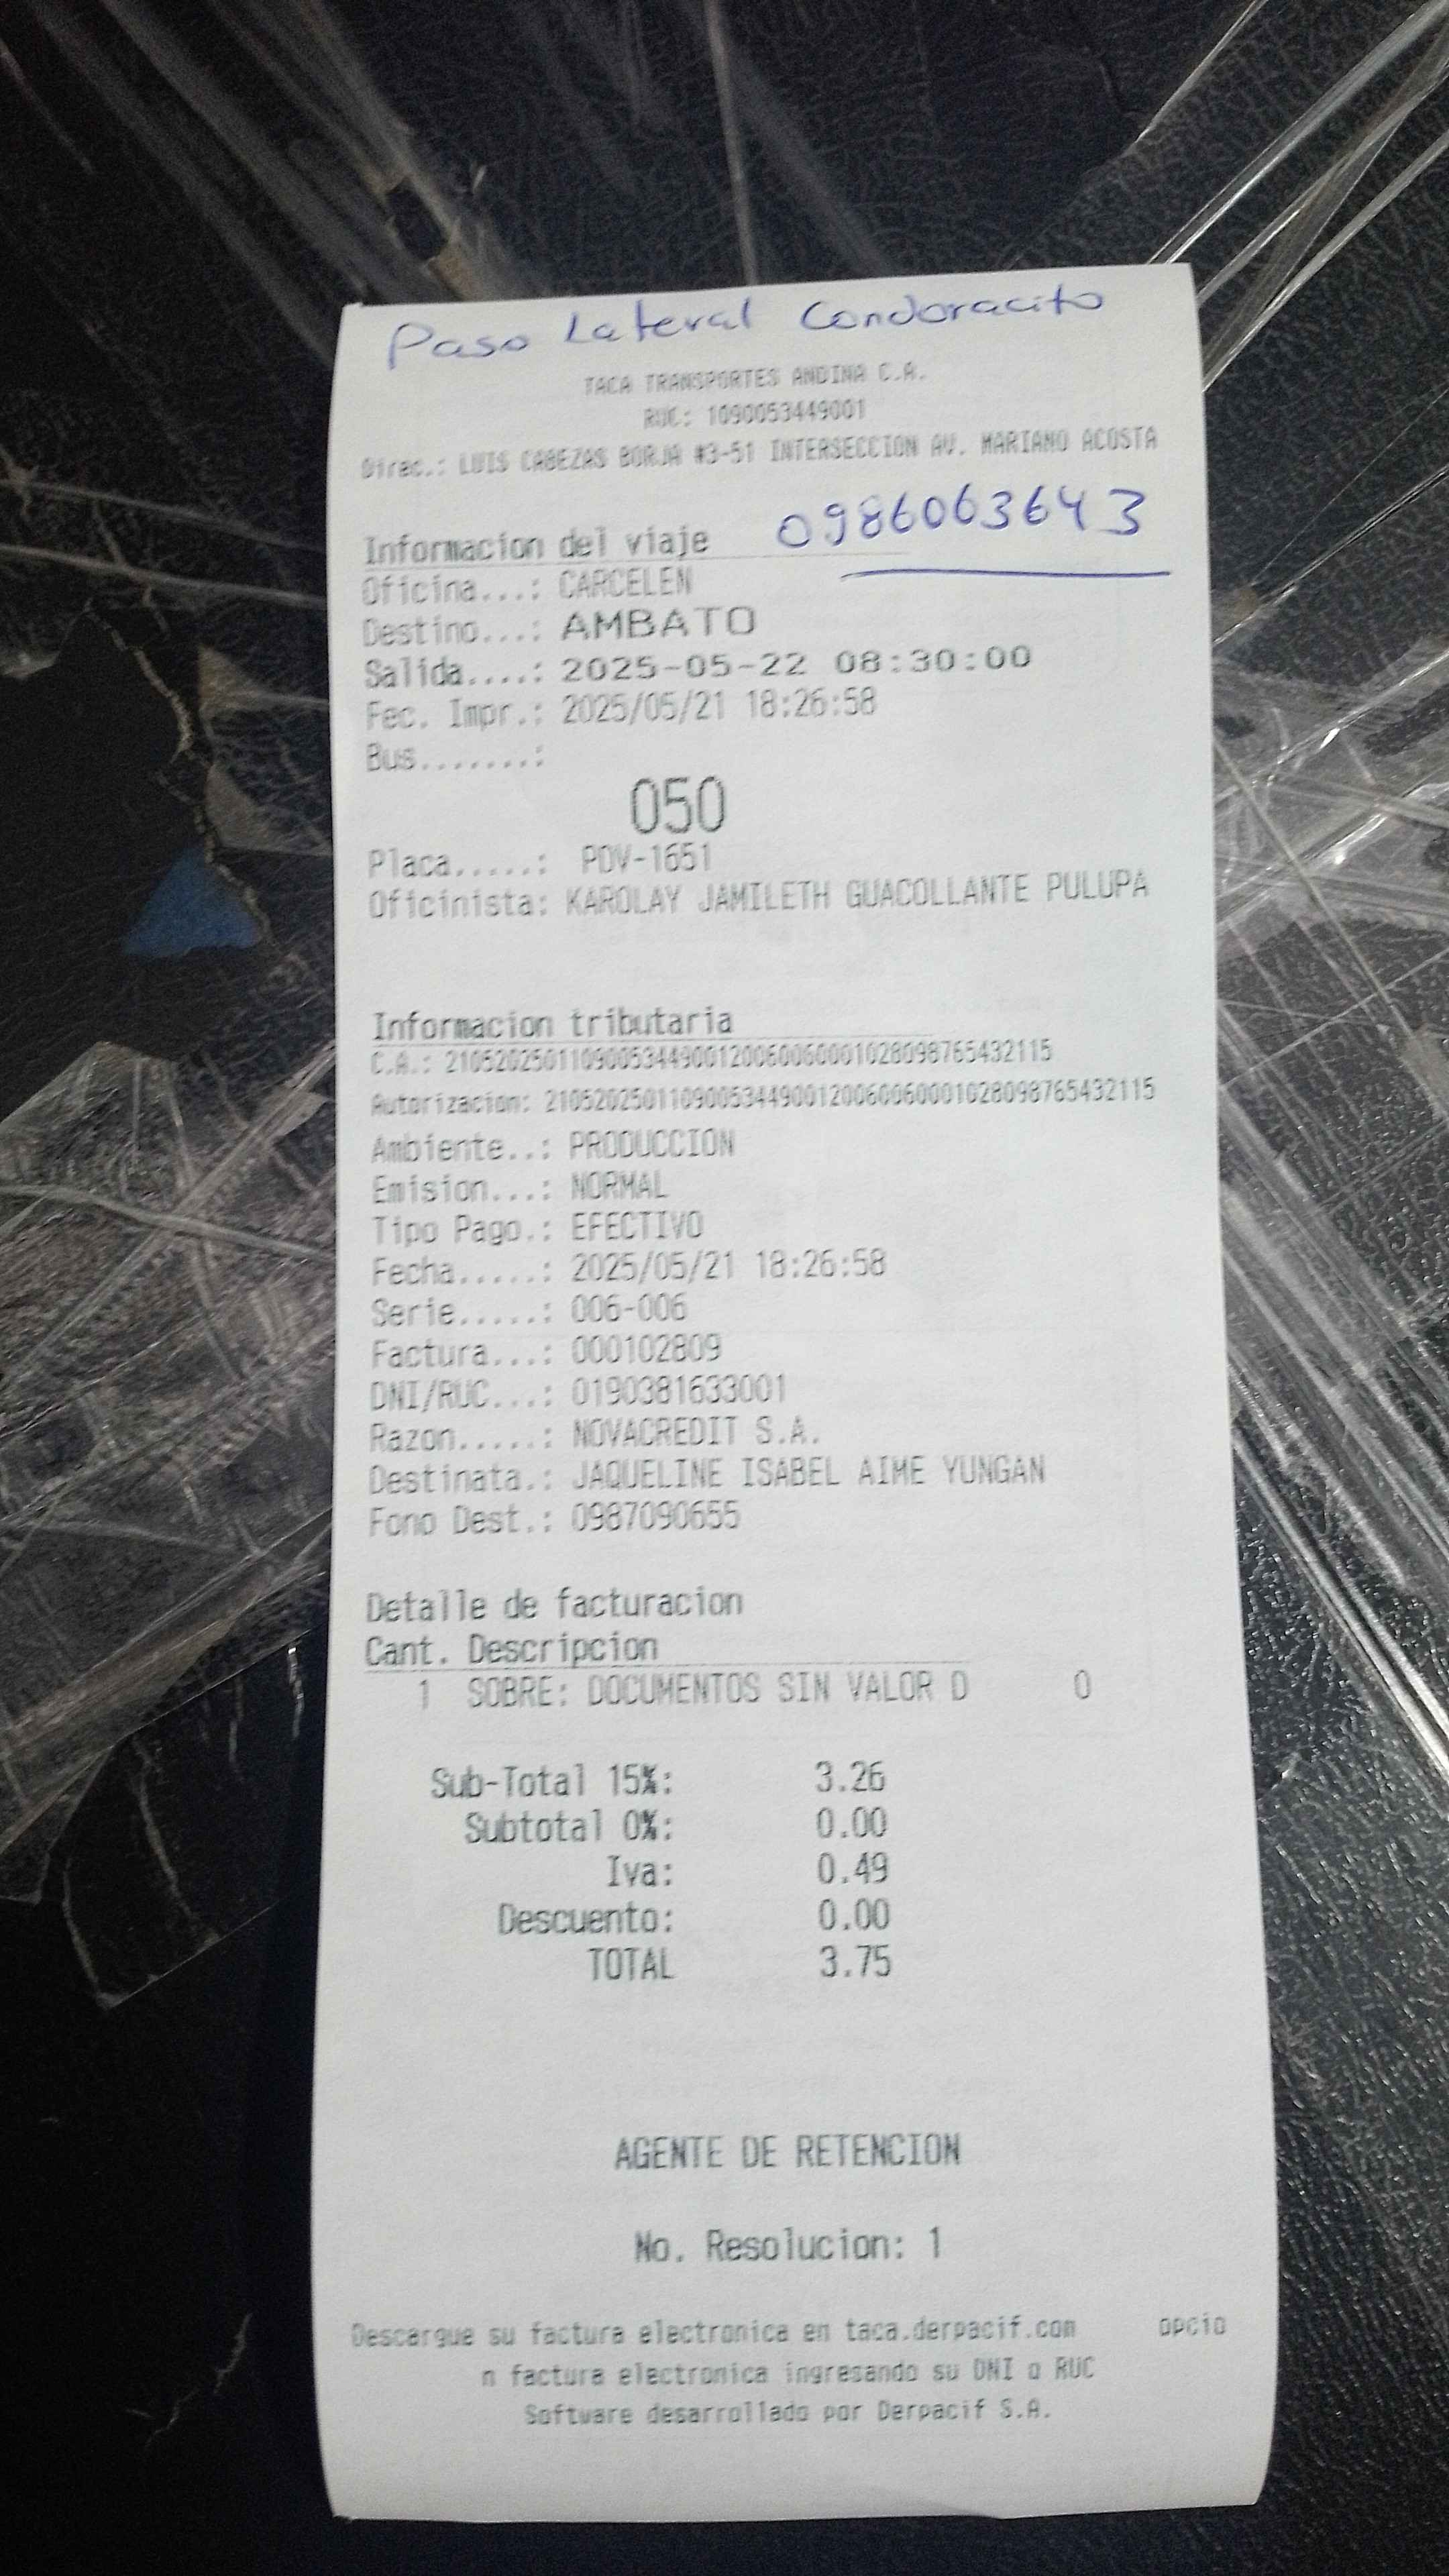 Paso Lateral Condoracito
TACA TRANSPORTES ANDINA C.A.
RUC: 1090053449001
Direc.: LUIS CABEZAS BORJA #3-51 INTERSECCION AV. MARIANO ACOSTA
0986063643
Informacion del viaje
Oficina...: CARCELEN
Destino...: AMBATO
Salida....: 2025-05-22 08:30:00
Fec. Impr.: 2025/05/21 18:26:58
Bus.......:
050
Placa.....: PDV-1651
Oficinista: KAROLAY JAMILETH GUACOLLANTE PULUPA
Informacion tributaria
C.A.: 2105202501109005344900120060060001028098765432115
Autorizacion: 2105202501109005344900120060060001028098765432115
Ambiente..: PRODUCCION
Emision...: NORMAL
Tipo Pago.: EFECTIVO
Fecha.....: 2025/05/21 18:26:58
Serie.....: 006-006
Factura...: 000102809
DNI/RUC...: 0190381633001
Razon.....: NOVACREDIT S.A.
Destinata.: JAQUELINE ISABEL AIME YUNGAN
Fono Dest.: 0987090655
Detalle de facturacion
Cant. Descripcion
1 SOBRE: DOCUMENTOS SIN VALOR D 0
Sub-Total 15%: 3.26
Subtotal 0%: 0.00
Iva: 0.49
Descuento: 0.00
TOTAL 3.75
AGENTE DE RETENCION
No. Resolucion: 1
Descargue su factura electronica en taca.derpacif.com opcio
n factura electronica ingresando su DNI o RUC
Software desarrollado por Derpacif S.A.